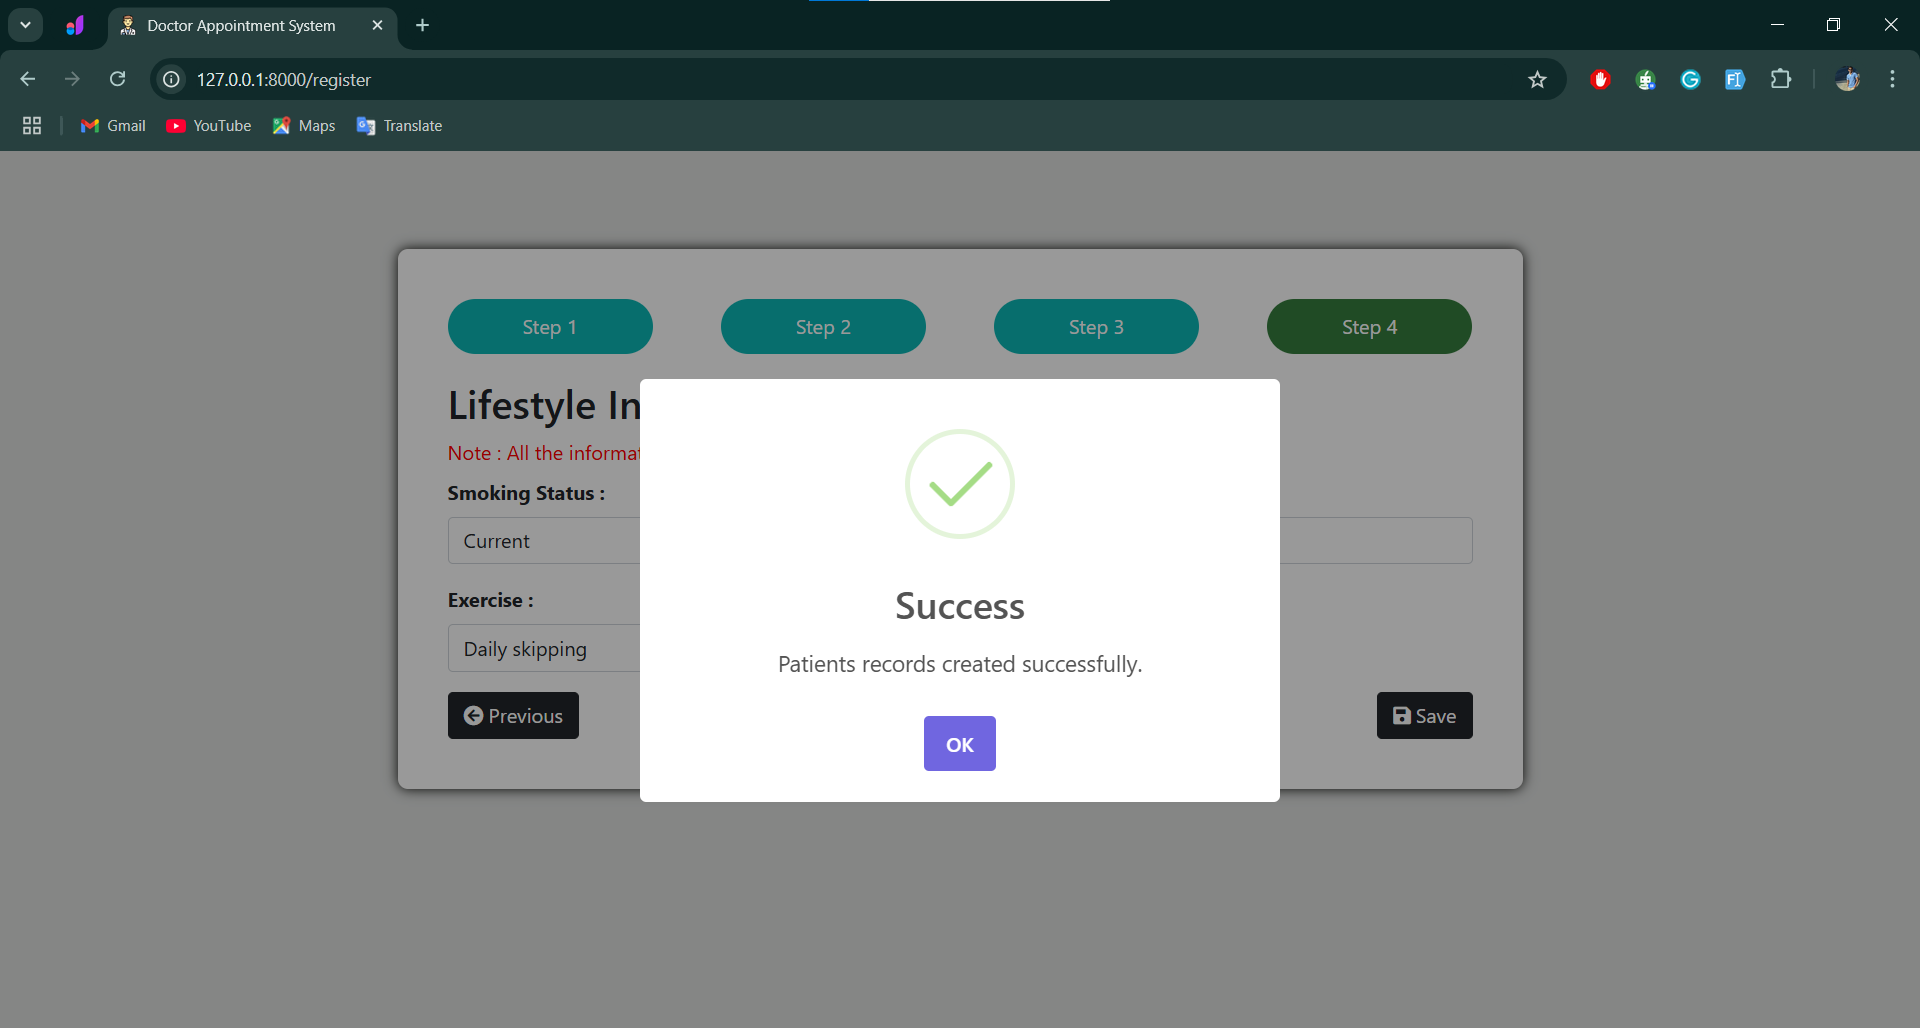 Doctor Appointment System
127.0.0.1:8000/register
Gmail YouTube Maps Translate
Step 1 Step 2 Step 3 Step 4
Lifestyle In
Note : All the informat
Smoking Status :
Current
Exercise :
Daily skipping
Previous
Save
Success
Patients records created successfully.
OK